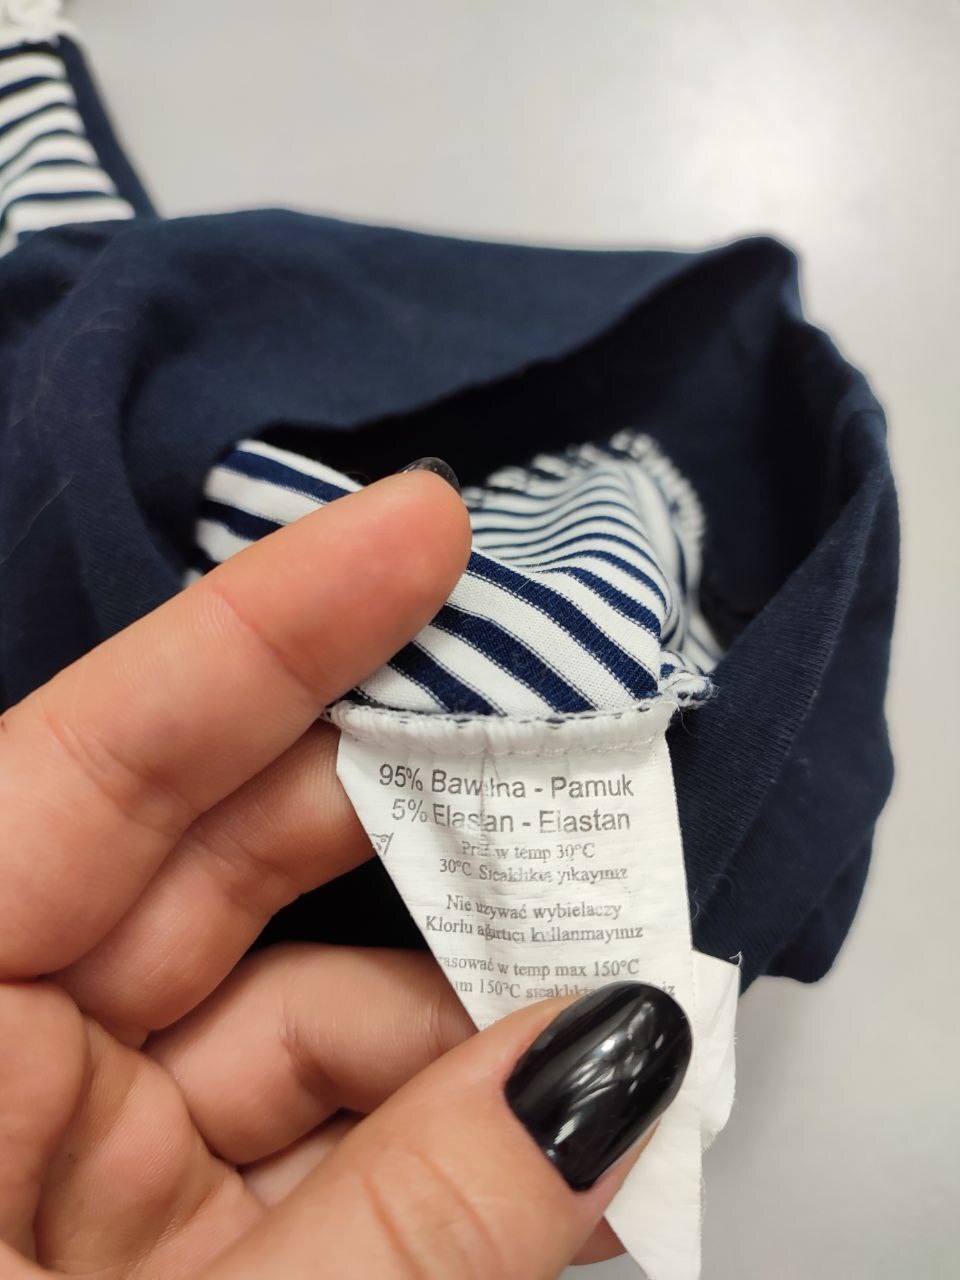 95% Bawełna - Pamuk
5% Elastan - Elastan
Prać w temp 30°C
30°C Sıcaklıkta yıkayınız
Nie używać wybielaczy
Klorlu ağartıcı kullanmayınız
w temp max 150°C
150°C